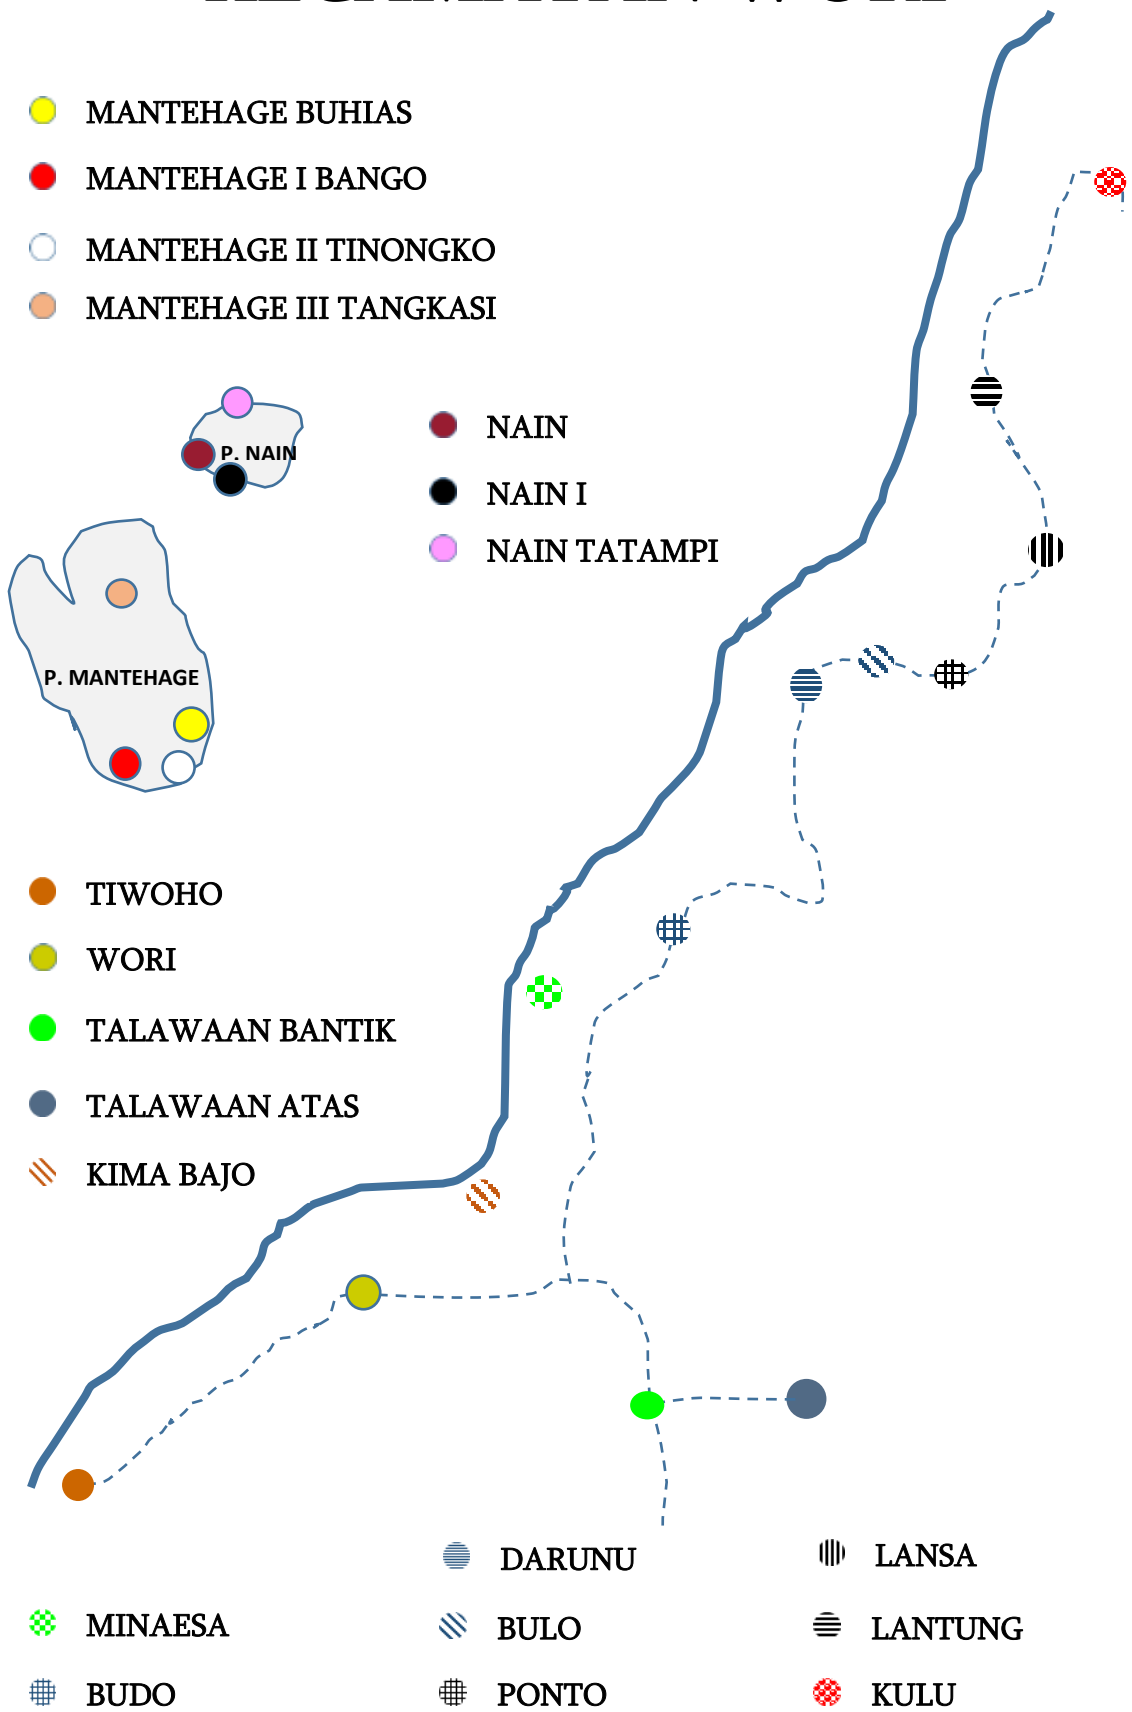 MANTEHAGE BUHIAS
MANTEHAGE I BANGO
MANTEHAGE II TINONGKO
MANTEHAGE III TANGKASI
P. NAIN
NAIN
NAIN I
NAIN TATAMPI
P. MANTEHAGE
TIWOHO
WORI
TALAWAAN BANTIK
TALAWAAN ATAS
KIMA BAJO
DARUNU
LANSA
MINAESA
BULO
LANTUNG
BUDO
PONTO
KULU